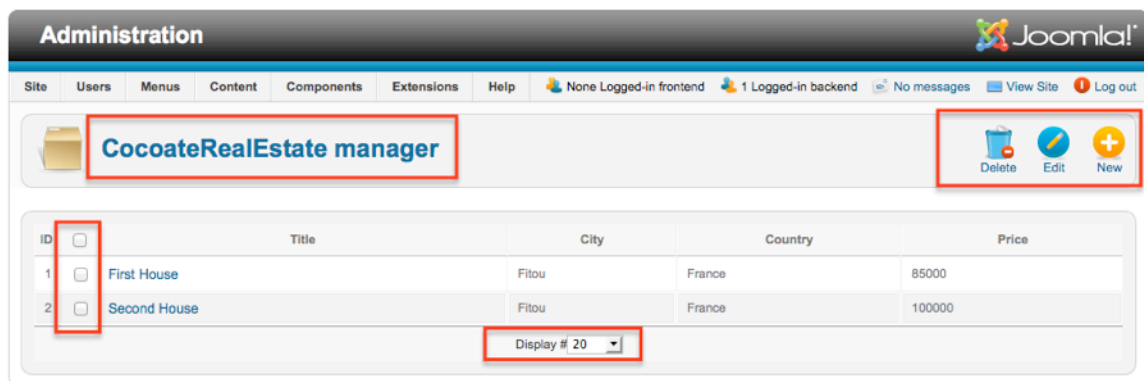 Administration
Joomla!
Site Users Menus Content Components Extensions Help None Logged-in frontend 1 Logged-in backend No messages View Site Log out
CocoateRealEstate manager
Delete Edit New
ID Title City Country Price
1 First House Fitou France 85000
2 Second House Fitou France 100000
Display # 20